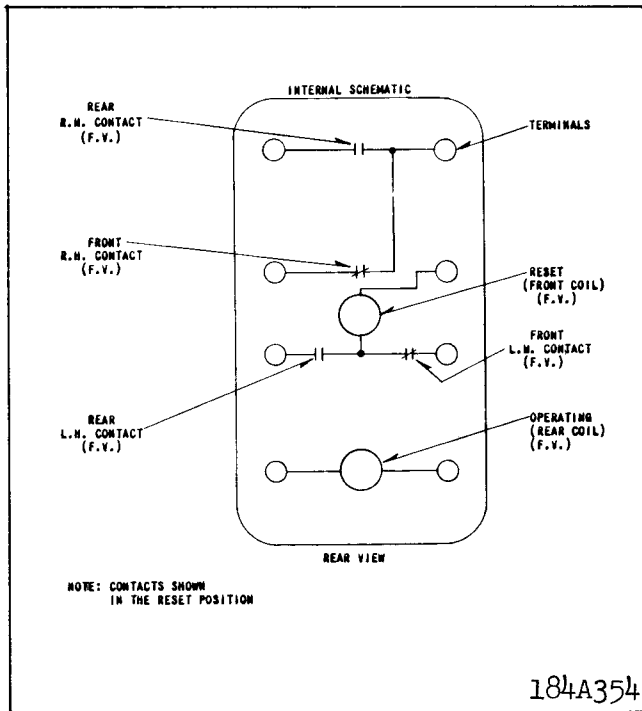 INTERNAL SCHEMATIC
REAR
R.H. CONTACT
(F.V.)
TERMINALS
FRONT
R.H. CONTACT
(F.V.)
RESET
(FRONT COIL)
(F.V.)
FRONT
L.H. CONTACT
(F.V.)
REAR
L.H. CONTACT
(F.V.)
OPERATING
(REAR COIL)
(F.V.)
REAR VIEW
NOTE: CONTACTS SHOWN
IN THE RESET POSITION
184A354